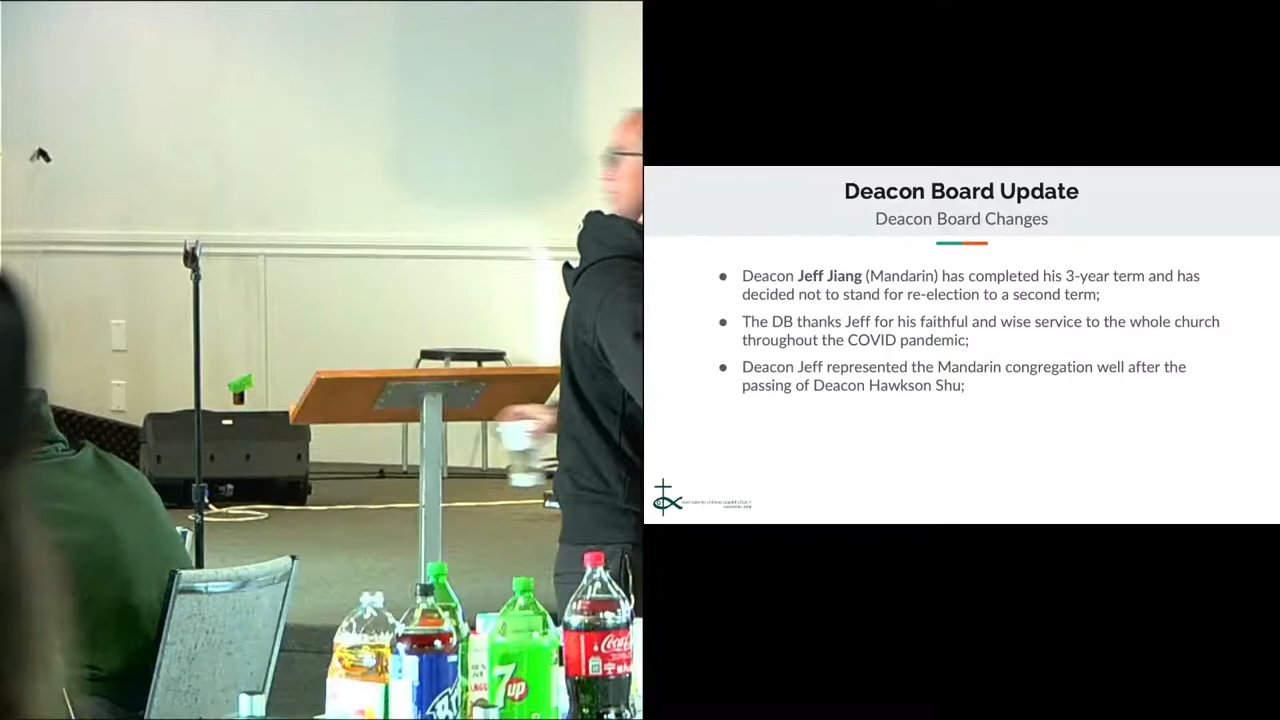 Deacon Board Update
Deacon Board Changes
● Deacon Jeff Jiang (Mandarin) has completed his 3-year term and has
decided not to stand for re-election to a second term;
● The DB thanks Jeff for his faithful and wise service to the whole church
throughout the COVID pandemic;
● Deacon Jeff represented the Mandarin congregation well after the
passing of Deacon Hawkson Shu;
7up
Coca-Cola